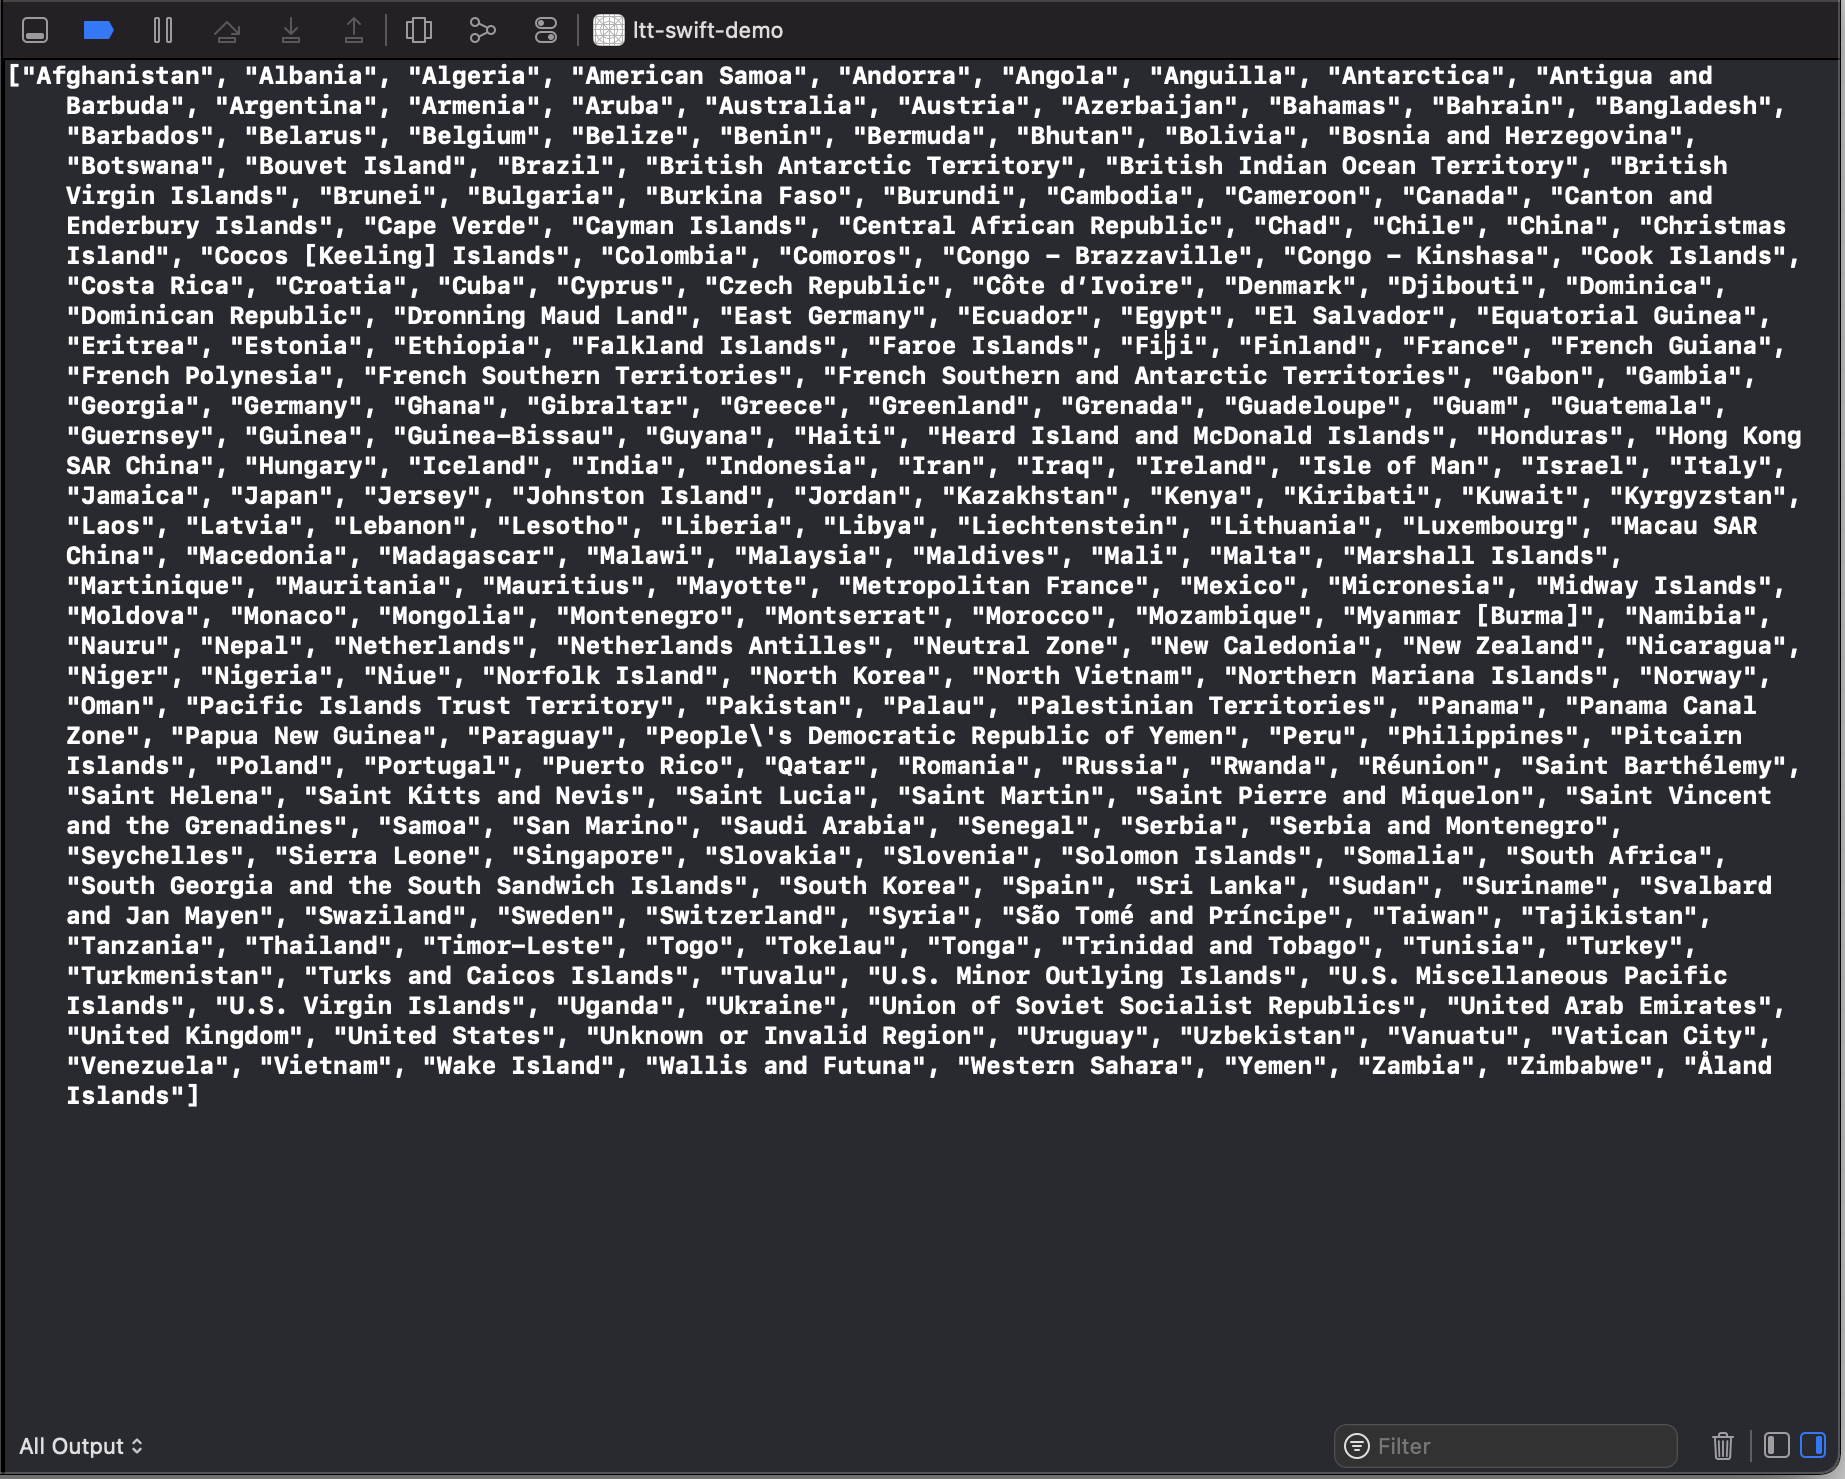 ltt-swift-demo
["Afghanistan", "Albania", "Algeria", "American Samoa", "Andorra", "Angola", "Anguilla", "Antarctica", "Antigua and
Barbuda", "Argentina", "Armenia", "Aruba", "Australia", "Austria", "Azerbaijan", "Bahamas", "Bahrain", "Bangladesh",
"Barbados", "Belarus", "Belgium", "Belize", "Benin", "Bermuda", "Bhutan", "Bolivia", "Bosnia and Herzegovina",
"Botswana", "Bouvet Island", "Brazil", "British Antarctic Territory", "British Indian Ocean Territory", "British
Virgin Islands", "Brunei", "Bulgaria", "Burkina Faso", "Burundi", "Cambodia", "Cameroon", "Canada", "Canton and
Enderbury Islands", "Cape Verde", "Cayman Islands", "Central African Republic", "Chad", "Chile", "China", "Christmas
Island", "Cocos [Keeling] Islands", "Colombia", "Comoros", "Congo - Brazzaville", "Congo - Kinshasa", "Cook Islands",
"Costa Rica", "Croatia", "Cuba", "Cyprus", "Czech Republic", "Côte d’Ivoire", "Denmark", "Djibouti", "Dominica",
"Dominican Republic", "Dronning Maud Land", "East Germany", "Ecuador", "Egypt", "El Salvador", "Equatorial Guinea",
"Eritrea", "Estonia", "Ethiopia", "Falkland Islands", "Faroe Islands", "Fiji", "Finland", "France", "French Guiana",
"French Polynesia", "French Southern Territories", "French Southern and Antarctic Territories", "Gabon", "Gambia",
"Georgia", "Germany", "Ghana", "Gibraltar", "Greece", "Greenland", "Grenada", "Guadeloupe", "Guam", "Guatemala",
"Guernsey", "Guinea", "Guinea-Bissau", "Guyana", "Haiti", "Heard Island and McDonald Islands", "Honduras", "Hong Kong
SAR China", "Hungary", "Iceland", "India", "Indonesia", "Iran", "Iraq", "Ireland", "Isle of Man", "Israel", "Italy",
"Jamaica", "Japan", "Jersey", "Johnston Island", "Jordan", "Kazakhstan", "Kenya", "Kiribati", "Kuwait", "Kyrgyzstan",
"Laos", "Latvia", "Lebanon", "Lesotho", "Liberia", "Libya", "Liechtenstein", "Lithuania", "Luxembourg", "Macau SAR
China", "Macedonia", "Madagascar", "Malawi", "Malaysia", "Maldives", "Mali", "Malta", "Marshall Islands",
"Martinique", "Mauritania", "Mauritius", "Mayotte", "Metropolitan France", "Mexico", "Micronesia", "Midway Islands",
"Moldova", "Monaco", "Mongolia", "Montenegro", "Montserrat", "Morocco", "Mozambique", "Myanmar [Burma]", "Namibia",
"Nauru", "Nepal", "Netherlands", "Netherlands Antilles", "Neutral Zone", "New Caledonia", "New Zealand", "Nicaragua",
"Niger", "Nigeria", "Niue", "Norfolk Island", "North Korea", "North Vietnam", "Northern Mariana Islands", "Norway",
"Oman", "Pacific Islands Trust Territory", "Pakistan", "Palau", "Palestinian Territories", "Panama", "Panama Canal
Zone", "Papua New Guinea", "Paraguay", "People\'s Democratic Republic of Yemen", "Peru", "Philippines", "Pitcairn
Islands", "Poland", "Portugal", "Puerto Rico", "Qatar", "Romania", "Russia", "Rwanda", "Réunion", "Saint Barthélemy",
"Saint Helena", "Saint Kitts and Nevis", "Saint Lucia", "Saint Martin", "Saint Pierre and Miquelon", "Saint Vincent
and the Grenadines", "Samoa", "San Marino", "Saudi Arabia", "Senegal", "Serbia", "Serbia and Montenegro",
"Seychelles", "Sierra Leone", "Singapore", "Slovakia", "Slovenia", "Solomon Islands", "Somalia", "South Africa",
"South Georgia and the South Sandwich Islands", "South Korea", "Spain", "Sri Lanka", "Sudan", "Suriname", "Svalbard
and Jan Mayen", "Swaziland", "Sweden", "Switzerland", "Syria", "São Tomé and Príncipe", "Taiwan", "Tajikistan",
"Tanzania", "Thailand", "Timor-Leste", "Togo", "Tokelau", "Tonga", "Trinidad and Tobago", "Tunisia", "Turkey",
"Turkmenistan", "Turks and Caicos Islands", "Tuvalu", "U.S. Minor Outlying Islands", "U.S. Miscellaneous Pacific
Islands", "U.S. Virgin Islands", "Uganda", "Ukraine", "Union of Soviet Socialist Republics", "United Arab Emirates",
"United Kingdom", "United States", "Unknown or Invalid Region", "Uruguay", "Uzbekistan", "Vanuatu", "Vatican City",
"Venezuela", "Vietnam", "Wake Island", "Wallis and Futuna", "Western Sahara", "Yemen", "Zambia", "Zimbabwe", "Åland
Islands"]
All Output
Filter